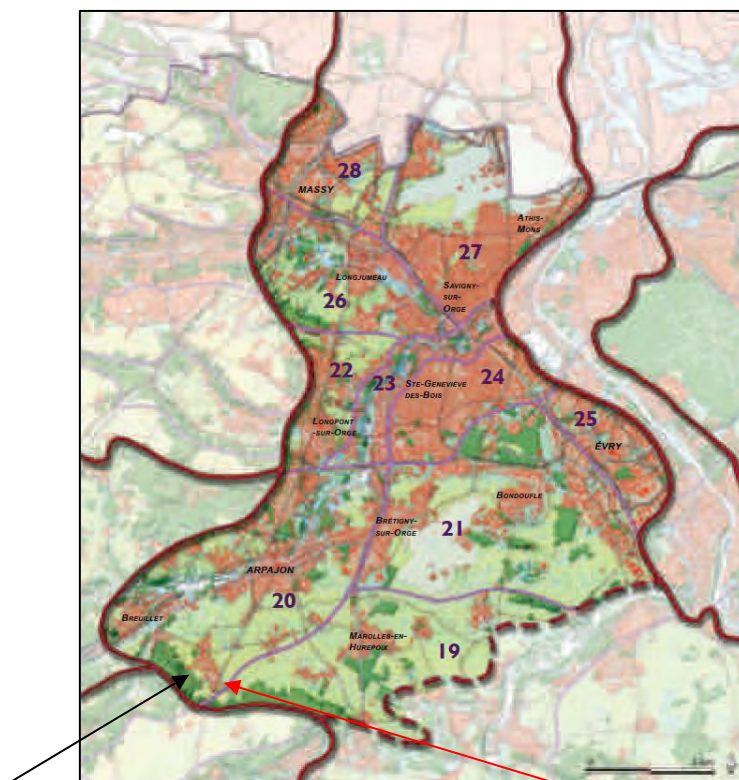 28
MASSY
ATHIS-
MONS
27
LONGJUMEAU
26
SAVIGNY-
SUR-
ORGE
22
23
STE-GENEVIÈVE
DES-BOIS
24
LONGPONT
-SUR-ORGE
25
ÉVRY
BONDOUFLE
BRÉTIGNY-
SUR-ORGE
21
ARPAJON
20
BREUILLET
MAROLLES-EN-
HUREPOIX
19